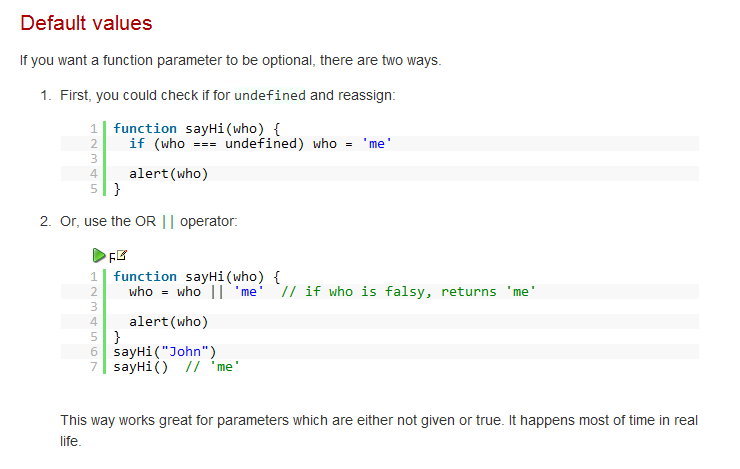 Default values
If you want a function parameter to be optional, there are two ways.
1. First, you could check if for undefined and reassign:
1 function sayHi(who) {
2   if (who === undefined) who = 'me'
3
4   alert(who)
5 }
2. Or, use the OR || operator:
1 function sayHi(who) {
2   who = who || 'me'  // if who is falsy, returns 'me'
3
4   alert(who)
5 }
6 sayHi("John")
7 sayHi()  // 'me'
This way works great for parameters which are either not given or true. It happens most of time in real
life.